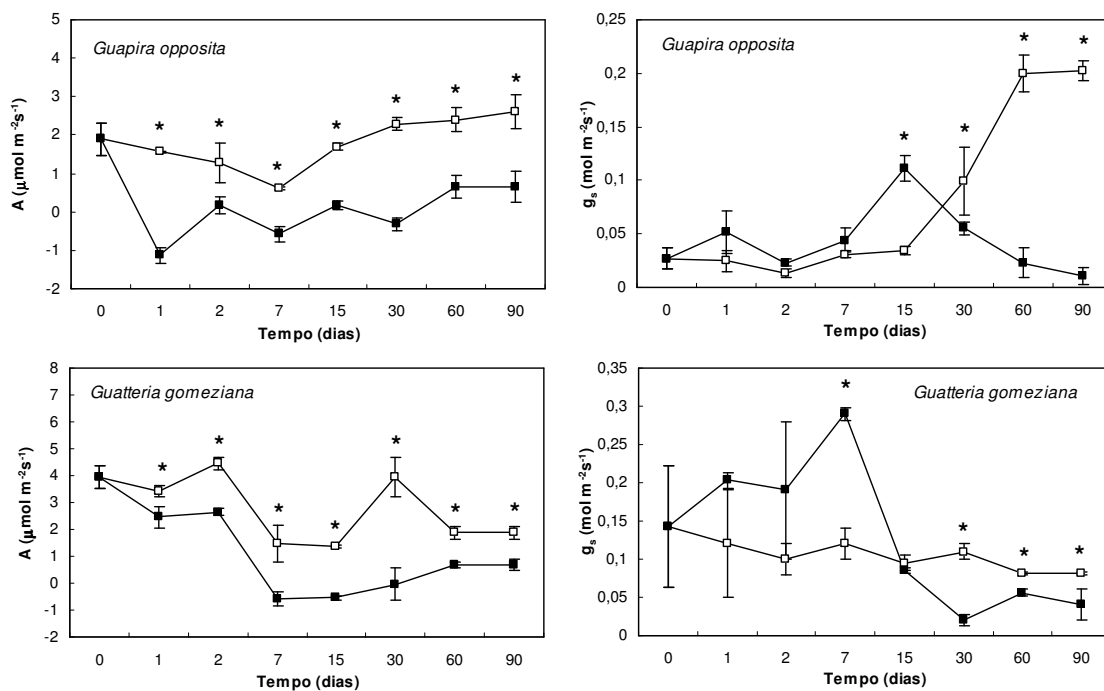 Guapira opposita
A (μmol m⁻²s⁻¹)
5
4
3
2
1
0
-1
-2
* * * * * * *
0 1 2 7 15 30 60 90
Tempo (dias)
Guapira opposita
gₛ (mol m⁻²s⁻¹)
0,25
0,2
0,15
0,1
0,05
0
* * * *
0 1 2 7 15 30 60 90
Tempo (dias)
Guatteria gomeziana
A (μmol m⁻²s⁻¹)
8
7
6
5
4
3
2
1
0
-1
-2
* * * * * * *
0 1 2 7 15 30 60 90
Tempo (dias)
Guatteria gomeziana
gₛ (mol m⁻²s⁻¹)
0,35
0,3
0,25
0,2
0,15
0,1
0,05
0
* * * *
0 1 2 7 15 30 60 90
Tempo (dias)